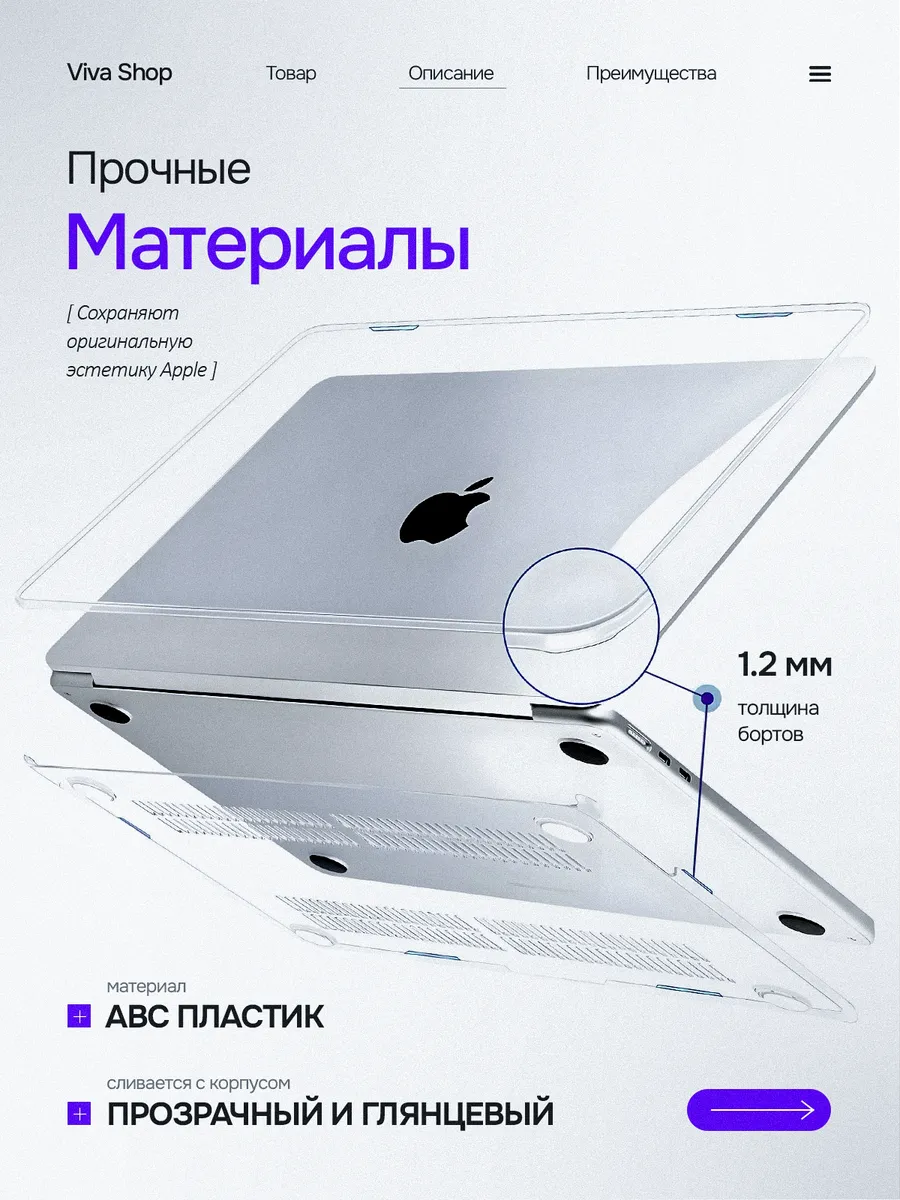 Viva Shop
Товар
Описание
Преимущества
Прочные
Материалы
[ Сохраняют
оригинальную
эстетику Apple ]
1.2 мм
толщина
бортов
материал
АВС ПЛАСТИК
сливается с корпусом
ПРОЗРАЧНЫЙ И ГЛЯНЦЕВЫЙ